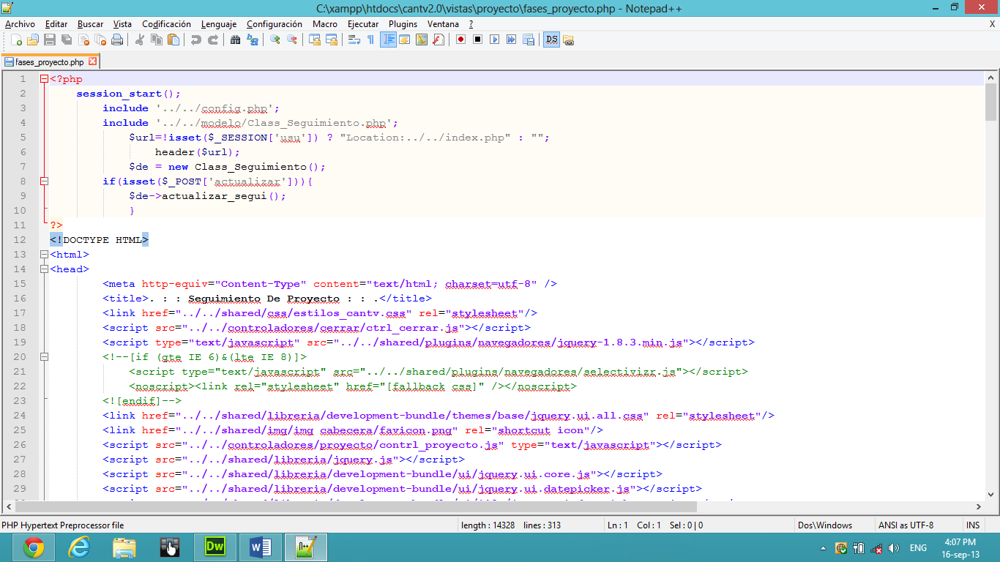 C:\xampp\htdocs\cantv2.0\vistas\proyecto\fases_proyecto.php - Notepad++
Archivo Editar Buscar Vista Codificación Lenguaje Configuración Macro Ejecutar Plugins Ventana ? X
fases_proyecto.php
1 <?php
2 session_start();
3 include '../../config.php';
4 include '../../modelo/Class_Seguimiento.php';
5 $url=!isset($_SESSION['usu']) ? "Location:../../index.php" : "";
6 header($url);
7 $de = new Class_Seguimiento();
8 if(isset($_POST['actualizar'])){
9 $de->actualizar_segui();
10 }
11 ?>
12 <!DOCTYPE HTML>
13 <html>
14 <head>
15 <meta http-equiv="Content-Type" content="text/html; charset=utf-8" />
16 <title>. : : Seguimiento De Proyecto : : .</title>
17 <link href="../../shared/css/estilos_cantv.css" rel="stylesheet"/>
18 <script src="../../controladores/cerrar/ctrl_cerrar.js"></script>
19 <script type="text/javascript" src="../../shared/plugins/navegadores/jquery-1.8.3.min.js"></script>
20 <!--[if (gte IE 6)&(lte IE 8)]>
21 <script type="text/javascript" src="../../shared/plugins/navegadores/selectivizr.js"></script>
22 <noscript><link rel="stylesheet" href="[fallback css]" /></noscript>
23 <![endif]-->
24 <link href="../../shared/libreria/development-bundle/themes/base/jquery.ui.all.css" rel="stylesheet"/>
25 <link href="../../shared/img/img_cabecera/favicon.png" rel="shortcut icon"/>
26 <script src="../../controladores/proyecto/contrl_proyecto.js" type="text/javascript"></script>
27 <script src="../../shared/libreria/jquery.js"></script>
28 <script src="../../shared/libreria/development-bundle/ui/jquery.ui.core.js"></script>
29 <script src="../../shared/libreria/development-bundle/ui/jquery.ui.datepicker.js"></script>
PHP Hypertext Preprocessor file length : 14328 lines : 313 Ln : 1 Col : 1 Sel : 0 | 0 Dos\Windows ANSI as UTF-8 INS
Dw
ENG
4:07 PM
16-sep-13